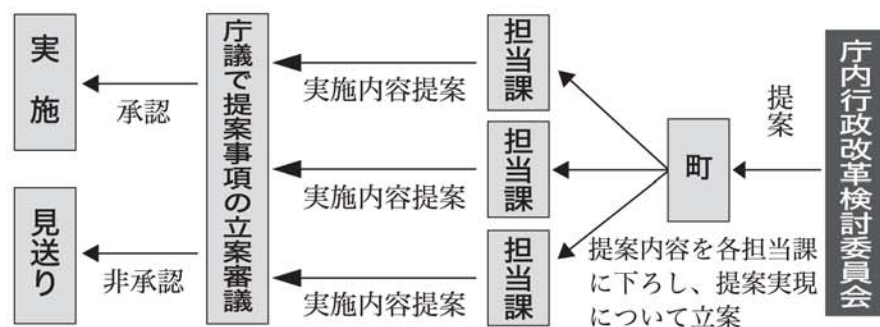 庁内行政改革検討委員会
提案
町
提案内容を各担当課
に下ろし、提案実現
について立案
担当課
担当課
担当課
実施内容提案
実施内容提案
実施内容提案
庁議で提案事項の立案審議
承認
非承認
実施
見送り